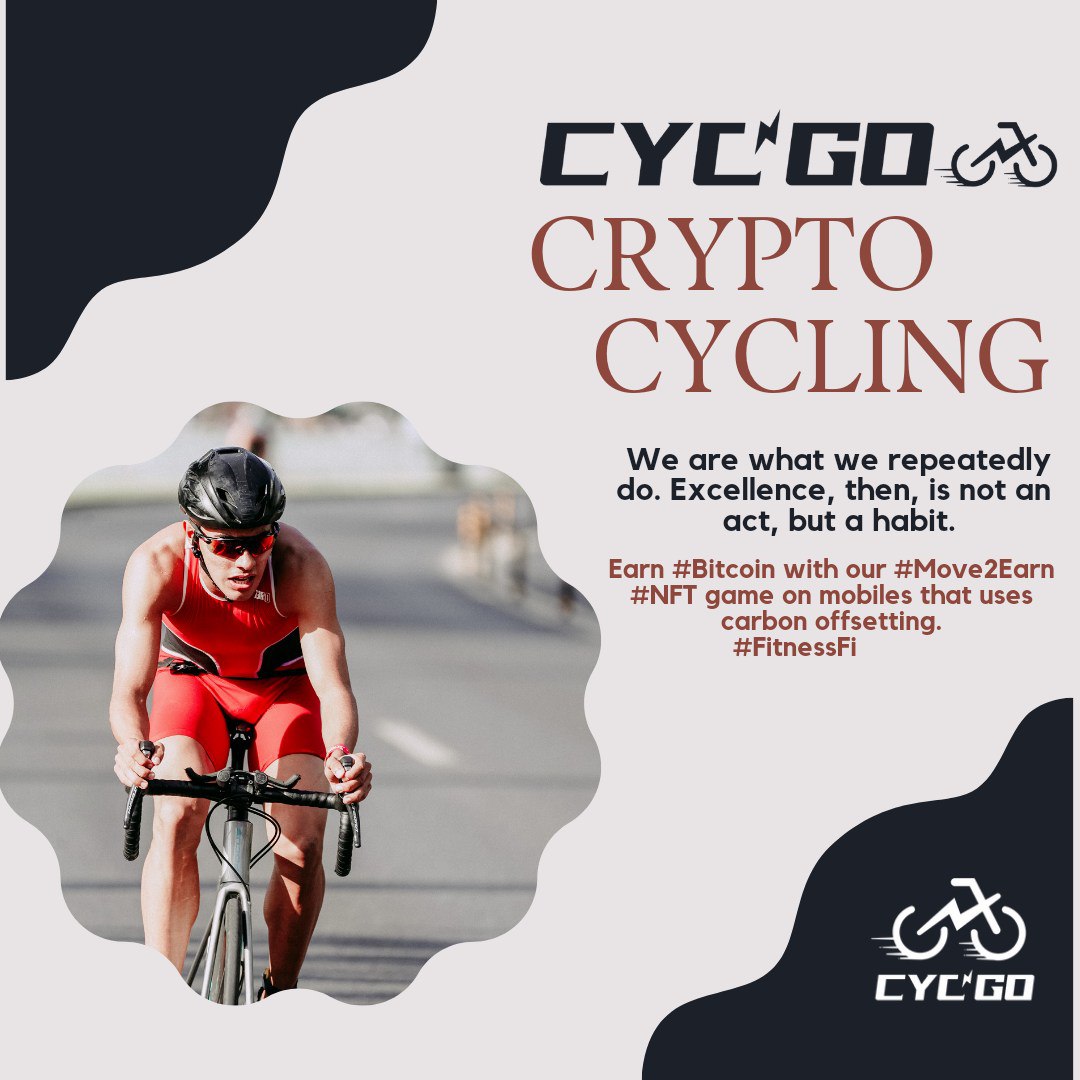 CYC'GO
CRYPTO
CYCLING
We are what we repeatedly
do. Excellence, then, is not an
act, but a habit.
Earn #Bitcoin with our #Move2Earn
#NFT game on mobiles that uses
carbon offsetting.
#FitnessFi
CYC'GO